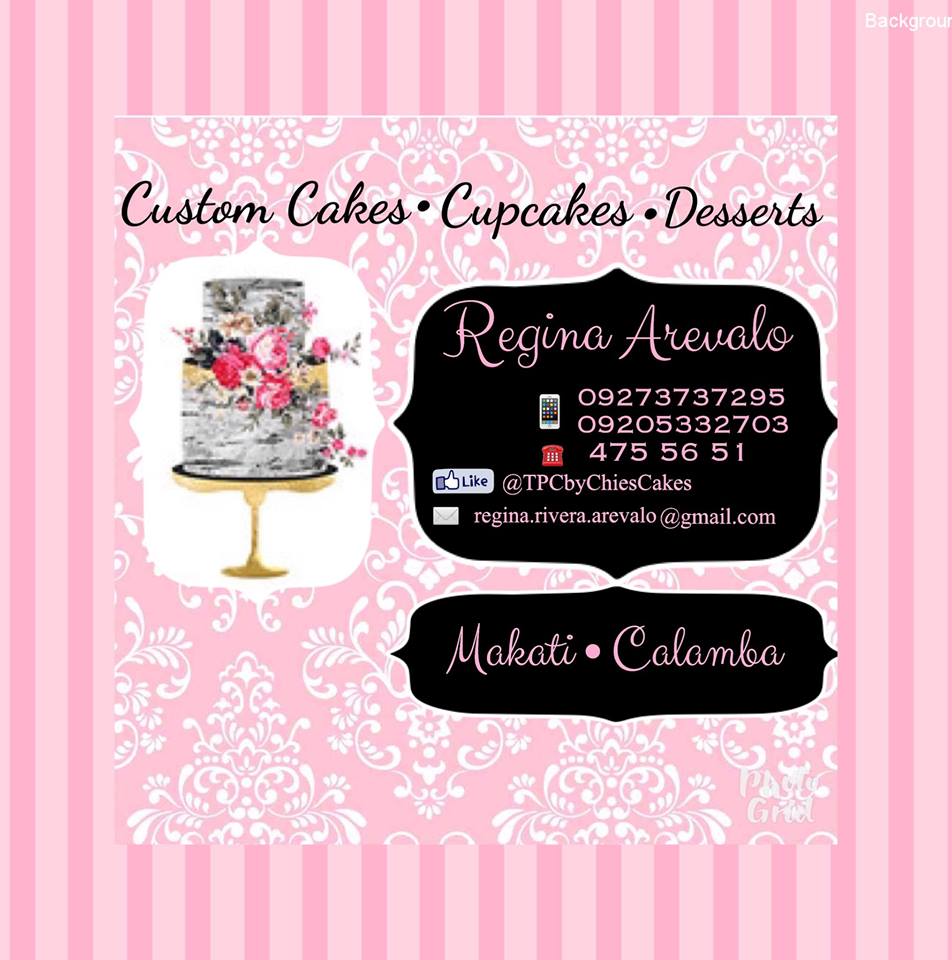 Backgroun
Custom Cakes • Cupcakes • Desserts
Regina Arevalo
09273737295
09205332703
475 56 51
Like @TPCbyChiesCakes
regina.rivera.arevalo@gmail.com
Makati • Calamba
Photo
Grid